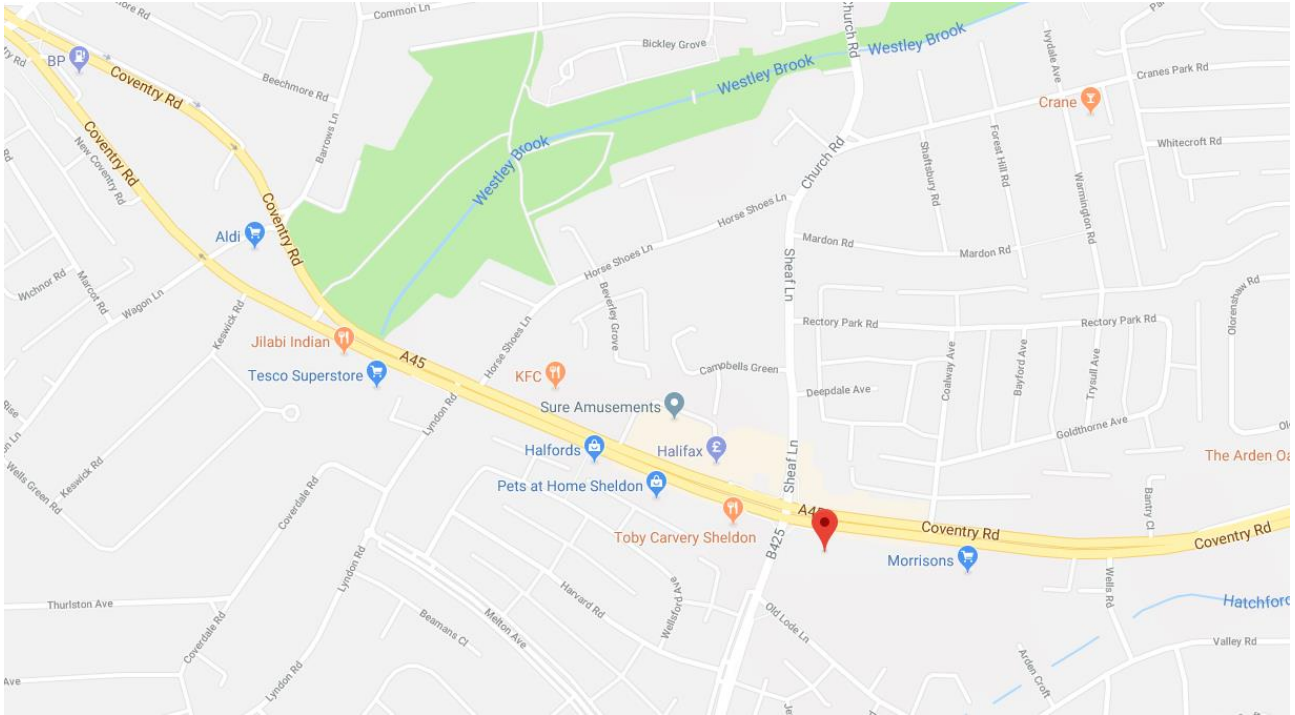 Common Ln
Bickley Grove
Church Rd
Westley Brook
Ivydale Ave
BP
Coventry Rd
Beechmore Rd
Westley Brook
Cranes Park Rd
Crane
Coventry Rd
New Coventry Rd
Barrows Ln
Westley Brook
Church Rd
Shaftsbury Rd
Forest Hill Rd
Whitecroft Rd
Warmington Rd
Aldi
Coventry Rd
Horse Shoes Ln
Horse Shoes Ln
Mardon Rd
Mardon Rd
Sheaf Ln
Wichnor Rd
Marcot Rd
Wagon Ln
Keswick Rd
Beverley Grove
Olorenshaw Rd
Jilabi Indian
A45
Horse Shoes Ln
Rectory Park Rd
Rectory Park Rd
Tesco Superstore
KFC
Campbells Green
Coalway Ave
Bayford Ave
Trysull Ave
Deepdale Ave
Sure Amusements
Lyndon Rd
Goldthorne Ave
Halfords
Halifax
Sheaf Ln
The Arden Oa
Wells Green Rd
Keswick Rd
Coverdale Rd
Pets at Home Sheldon
Bantry Cl
A45
Coventry Rd
Coventry Rd
Toby Carvery Sheldon
B425
Morrisons
Lyndon Rd
Thurlston Ave
Harvard Rd
Wellsford Ave
Old Lode Ln
Wells Rd
Hatchford
Coverdale Rd
Beamans Cl
Melton Ave
Valley Rd
Lyndon Rd
Arden Croft
Ave